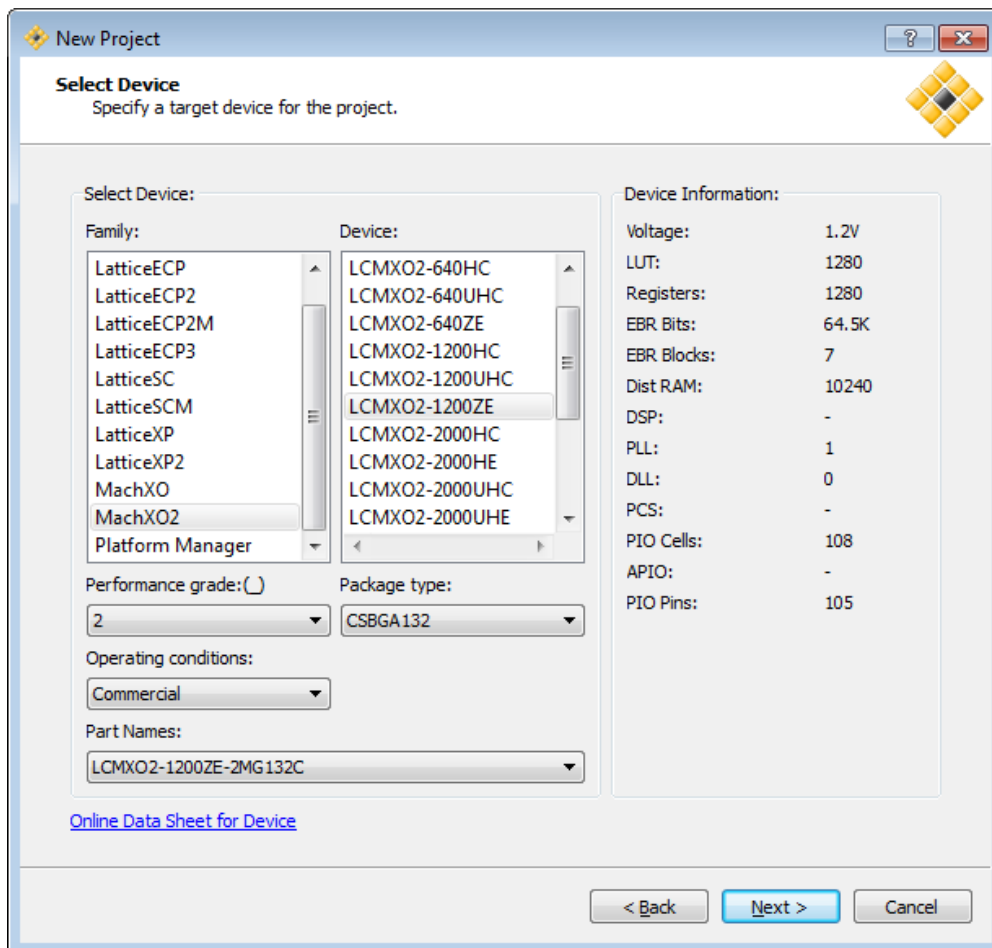 New Project
Select Device
Specify a target device for the project.
Select Device:
Family:
LatticeECP
LatticeECP2
LatticeECP2M
LatticeECP3
LatticeSC
LatticeSCM
LatticeXP
LatticeXP2
MachXO
MachXO2
Platform Manager
Device:
LCMXO2-640HC
LCMXO2-640UHC
LCMXO2-640ZE
LCMXO2-1200HC
LCMXO2-1200UHC
LCMXO2-1200ZE
LCMXO2-2000HC
LCMXO2-2000HE
LCMXO2-2000UHC
LCMXO2-2000UHE
Performance grade:(_)
2
Package type:
CSBGA132
Operating conditions:
Commercial
Part Names:
LCMXO2-1200ZE-2MG132C
Device Information:
Voltage: 1.2V
LUT: 1280
Registers: 1280
EBR Bits: 64.5K
EBR Blocks: 7
Dist RAM: 10240
DSP: -
PLL: 1
DLL: 0
PCS: -
PIO Cells: 108
APIO: -
PIO Pins: 105
Online Data Sheet for Device
< Back
Next >
Cancel